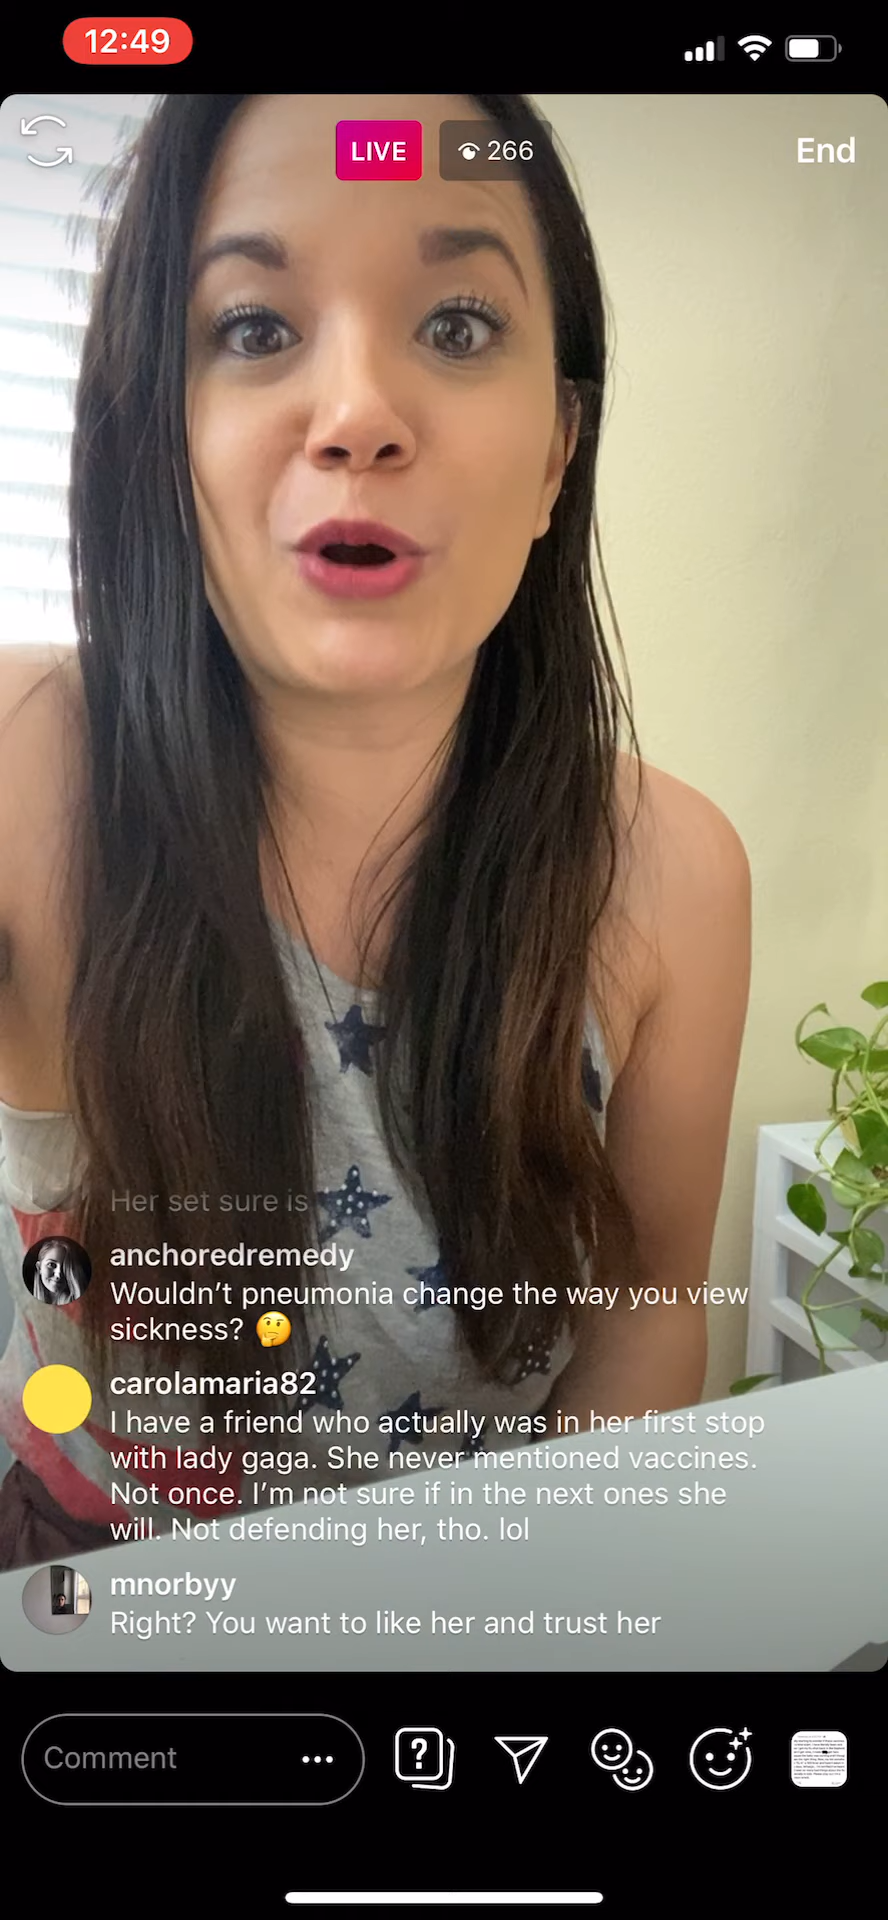 12:49
LIVE
266
End
Her set sure is
anchoredremedy
Wouldn’t pneumonia change the way you view
sickness? 🤔
carolamaria82
I have a friend who actually was in her first stop
with lady gaga. She never mentioned vaccines.
Not once. I’m not sure if in the next ones she
will. Not defending her, tho. lol
mnorbyy
Right? You want to like her and trust her
Comment